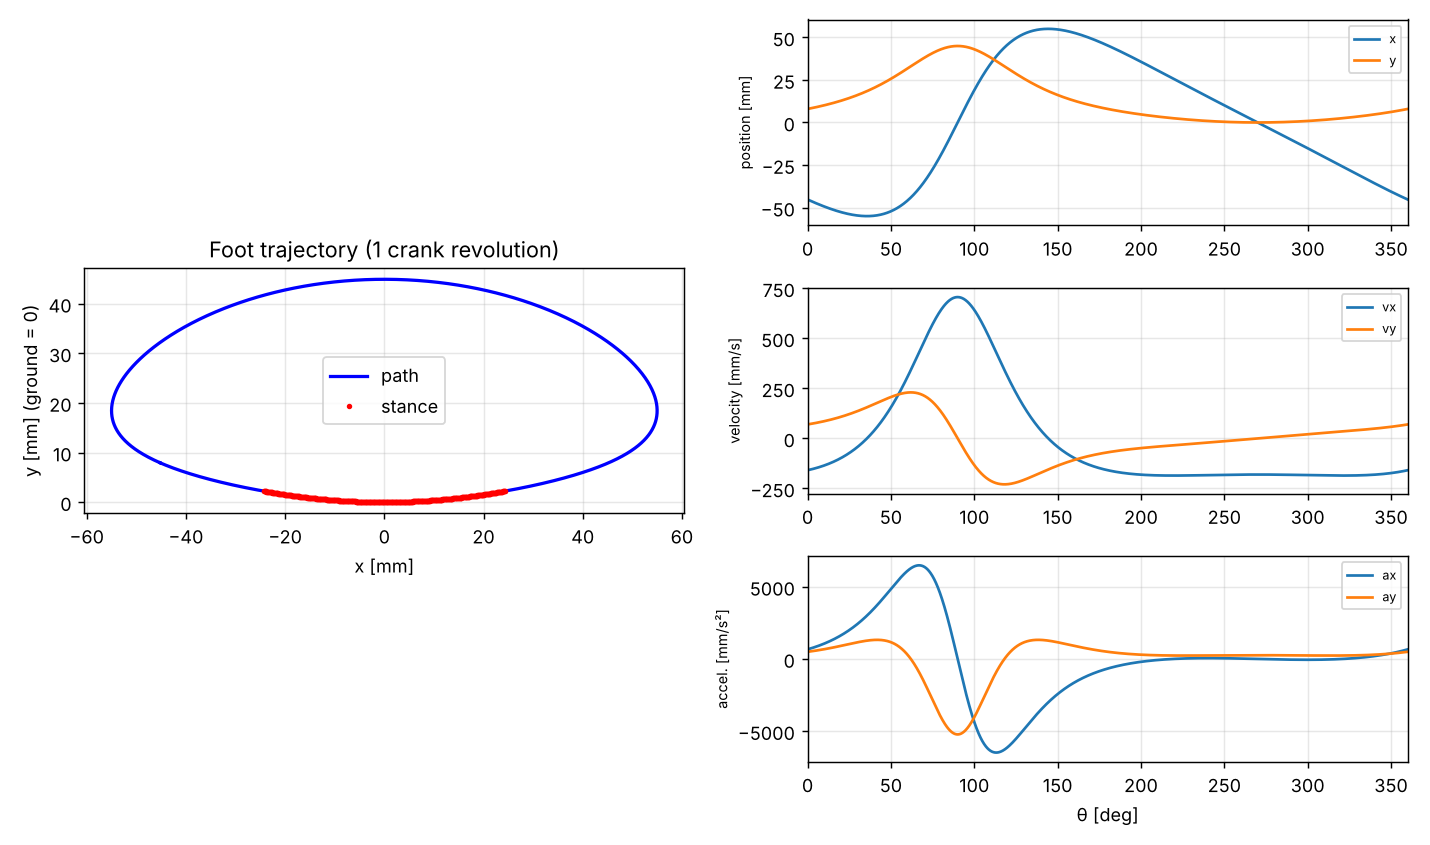 Foot trajectory (1 crank revolution)
y [mm] (ground = 0)
40
30
20
10
0
path
stance
−60 −40 −20 0 20 40 60
x [mm]
position [mm]
50
25
0
−25
−50
x
y
0 50 100 150 200 250 300 350
velocity [mm/s]
750
500
250
0
−250
vx
vy
0 50 100 150 200 250 300 350
accel. [mm/s²]
5000
0
−5000
ax
ay
0 50 100 150 200 250 300 350
θ [deg]